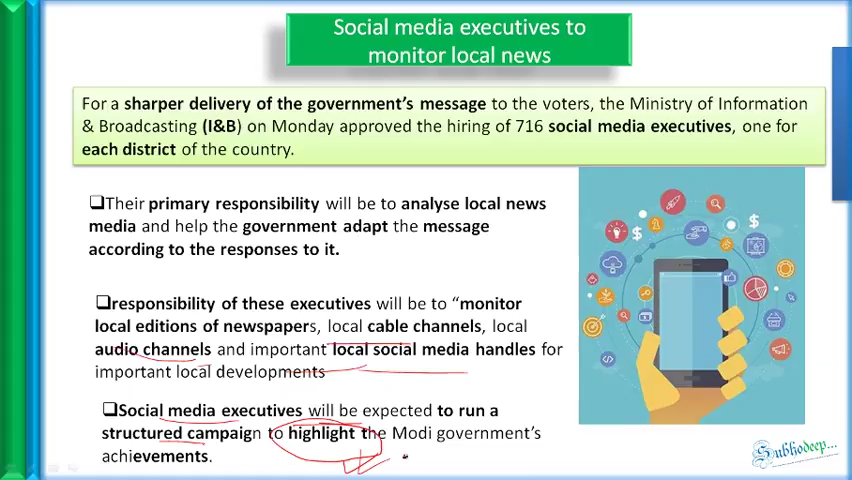 Social media executives to
monitor local news
For a sharper delivery of the government's message to the voters, the Ministry of Information
& Broadcasting (I&B) on Monday approved the hiring of 716 social media executives, one for
each district of the country.
❑Their primary responsibility will be to analyse local news
media and help the government adapt the message
according to the responses to it.
❑responsibility of these executives will be to “monitor
local editions of newspapers, local cable channels, local
audio channels and important local social media handles for
important local developments
❑Social media executives will be expected to run a
structured campaign to highlight the Modi government's
achievements.
Subhodeep...